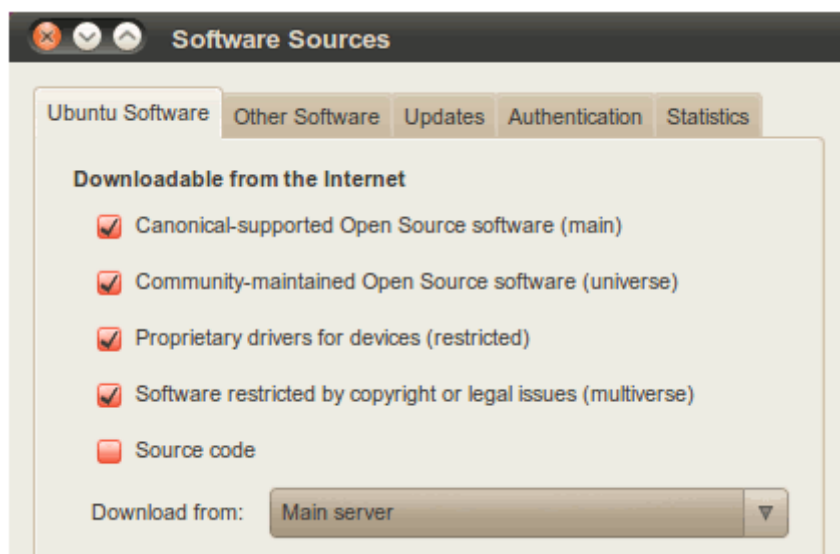 Software Sources
Ubuntu Software Other Software Updates Authentication Statistics
Downloadable from the Internet
Canonical-supported Open Source software (main)
Community-maintained Open Source software (universe)
Proprietary drivers for devices (restricted)
Software restricted by copyright or legal issues (multiverse)
Source code
Download from: Main server